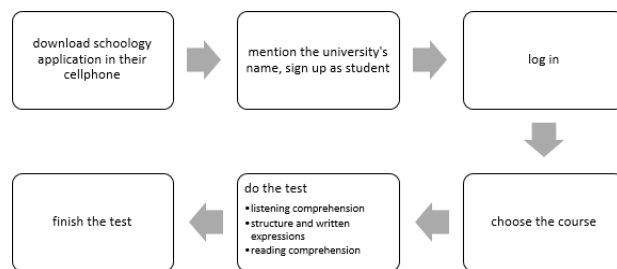 download schoology
application in their
cellphone
mention the university's
name, sign up as student
log in
choose the course
do the test
•listening comprehension
•structure and written
expressions
•reading comprehension
finish the test